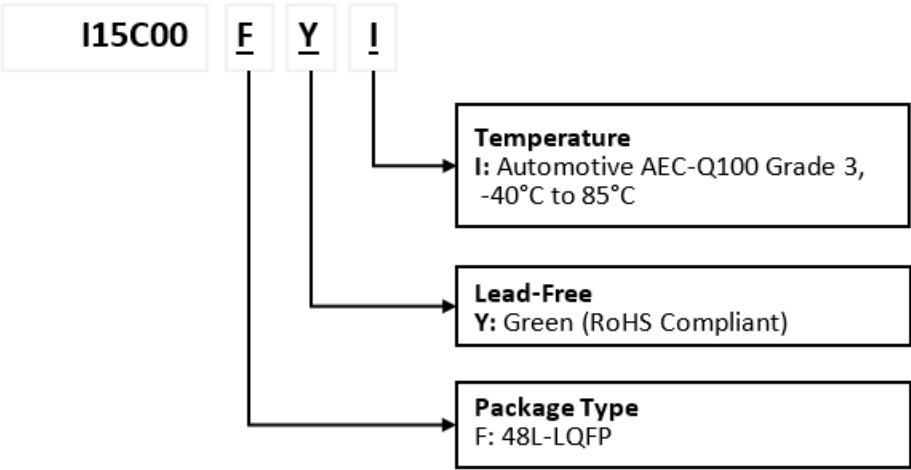 I15C00 F Y I
Temperature
I: Automotive AEC-Q100 Grade 3,
-40°C to 85°C
Lead-Free
Y: Green (RoHS Compliant)
Package Type
F: 48L-LQFP